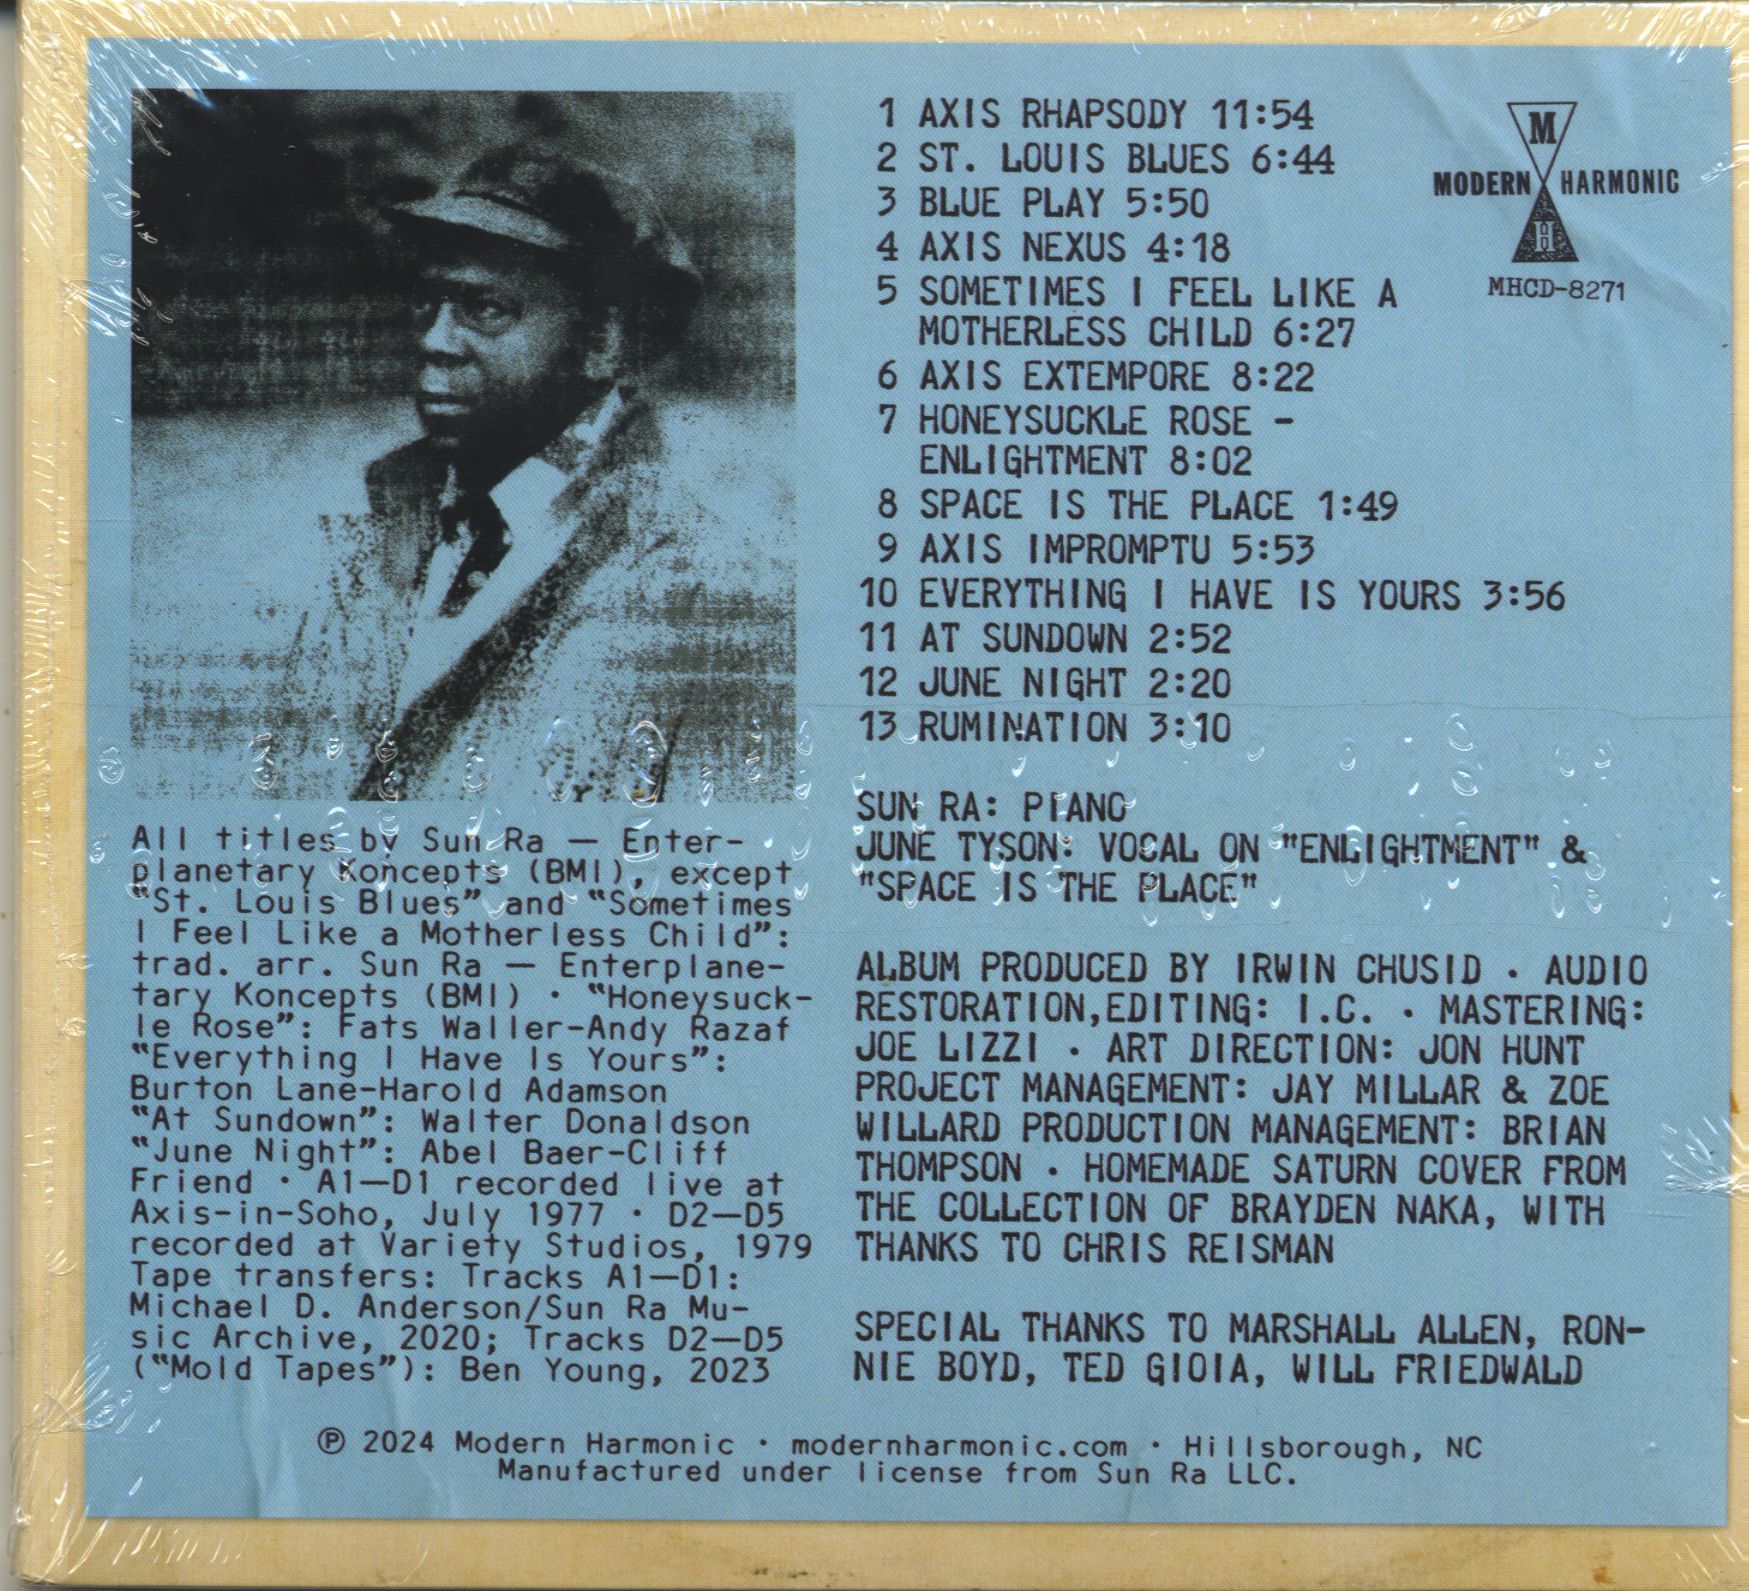 1 AXIS RHAPSODY 11:54
2 ST. LOUIS BLUES 6:44
3 BLUE PLAY 5:50
4 AXIS NEXUS 4:18
5 SOMETIMES I FEEL LIKE A
MOTHERLESS CHILD 6:27
6 AXIS EXTEMPORE 8:22
7 HONEYSUCKLE ROSE –
ENLIGHTMENT 8:02
8 SPACE IS THE PLACE 1:49
9 AXIS IMPROMPTU 5:53
10 EVERYTHING I HAVE IS YOURS 3:56
11 AT SUNDOWN 2:52
12 JUNE NIGHT 2:20
13 RUMINATION 3:10
M
MODERN HARMONIC
H
MHCD-8271
SUN RA: PIANO
JUNE TYSON: VOCAL ON "ENLIGHTMENT" &
"SPACE IS THE PLACE"
ALBUM PRODUCED BY IRWIN CHUSID · AUDIO
RESTORATION,EDITING: I.C. · MASTERING:
JOE LIZZI · ART DIRECTION: JON HUNT
PROJECT MANAGEMENT: JAY MILLAR & ZOE
WILLARD PRODUCTION MANAGEMENT: BRIAN
THOMPSON · HOMEMADE SATURN COVER FROM
THE COLLECTION OF BRAYDEN NAKA, WITH
THANKS TO CHRIS REISMAN
SPECIAL THANKS TO MARSHALL ALLEN, RON-
NIE BOYD, TED GIOIA, WILL FRIEDWALD
All titles by Sun Ra — Enter-
planetary Koncepts (BMI), except
“St. Louis Blues” and “Sometimes
I Feel Like a Motherless Child”:
trad. arr. Sun Ra — Enterplane-
tary Koncepts (BMI) · “Honeysuck-
le Rose”: Fats Waller-Andy Razaf
“Everything I Have Is Yours”:
Burton Lane-Harold Adamson
“At Sundown”: Walter Donaldson
“June Night”: Abel Baer-Cliff
Friend · A1—D1 recorded live at
Axis-in-Soho, July 1977 · D2—D5
recorded at Variety Studios, 1979
Tape transfers: Tracks A1—D1:
Michael D. Anderson/Sun Ra Mu-
sic Archive, 2020; Tracks D2—D5
(“Mold Tapes”): Ben Young, 2023
℗ 2024 Modern Harmonic · modernharmonic.com · Hillsborough, NC
Manufactured under license from Sun Ra LLC.